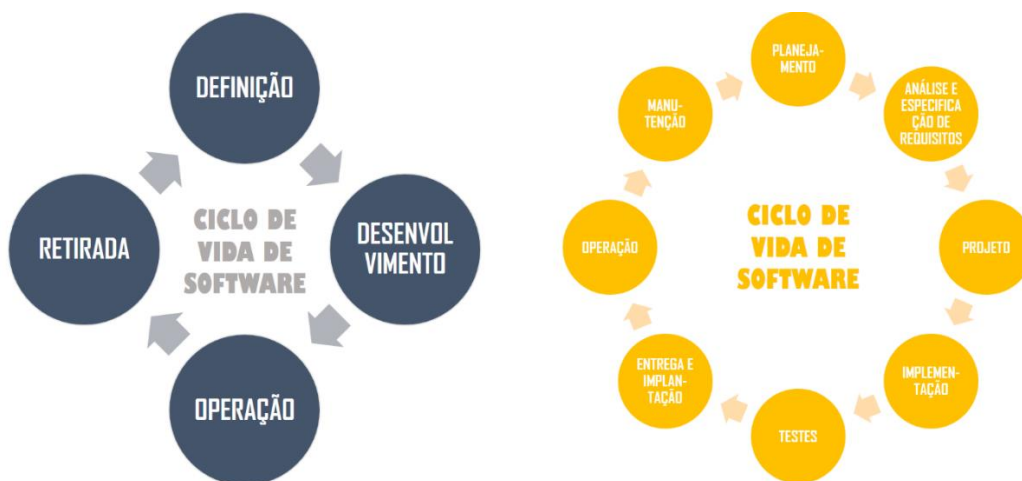 DEFINIÇÃO
DESENVOL
VIMENTO
OPERAÇÃO
RETIRADA
CICLO DE
VIDA DE
SOFTWARE
PLANEJA-
MENTO
ANÁLISE E
ESPECIFICA
ÇÃO DE
REQUISITOS
PROJETO
IMPLEMEN-
TAÇÃO
TESTES
ENTREGA E
IMPLAN-
TAÇÃO
OPERAÇÃO
MANU-
TENÇÃO
CICLO DE
VIDA DE
SOFTWARE